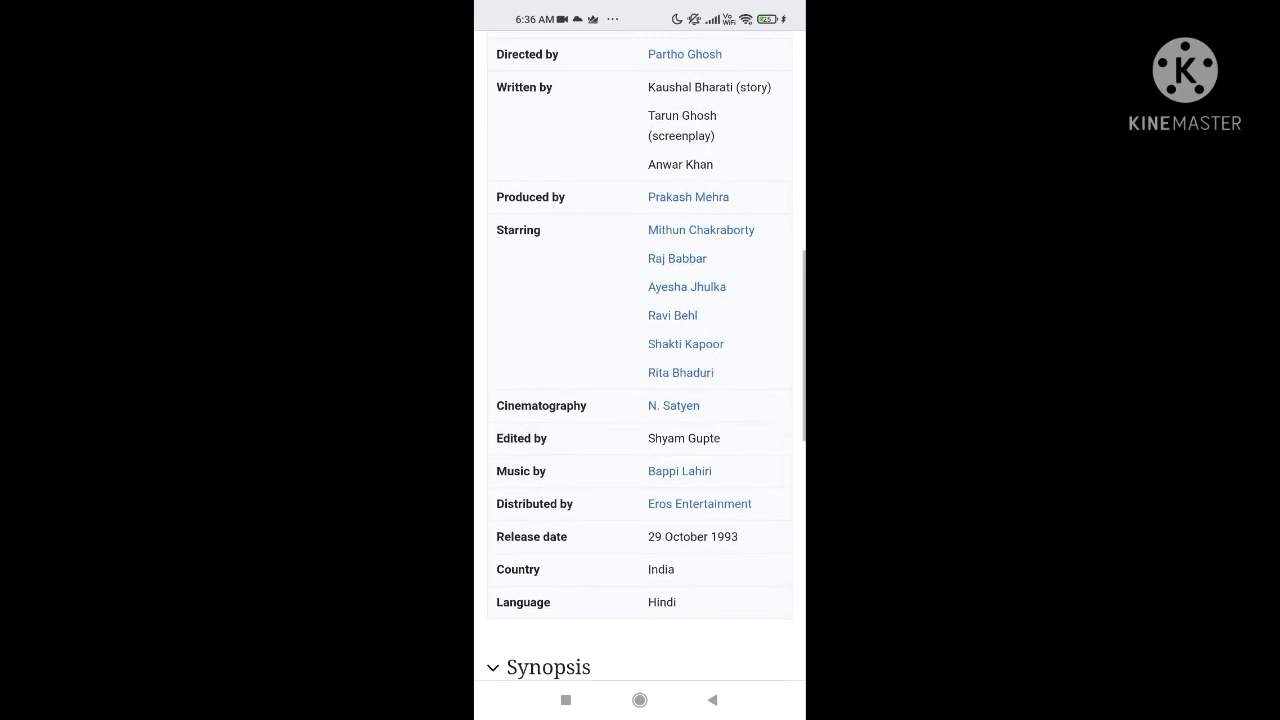 6:36 AM
Vo
WiFi
25
Directed by Partho Ghosh
Written by Kaushal Bharati (story)
Tarun Ghosh
(screenplay)
Anwar Khan
Produced by Prakash Mehra
Starring Mithun Chakraborty
Raj Babbar
Ayesha Jhulka
Ravi Behl
Shakti Kapoor
Rita Bhaduri
Cinematography N. Satyen
Edited by Shyam Gupte
Music by Bappi Lahiri
Distributed by Eros Entertainment
Release date 29 October 1993
Country India
Language Hindi
Synopsis
K
KINEMASTER